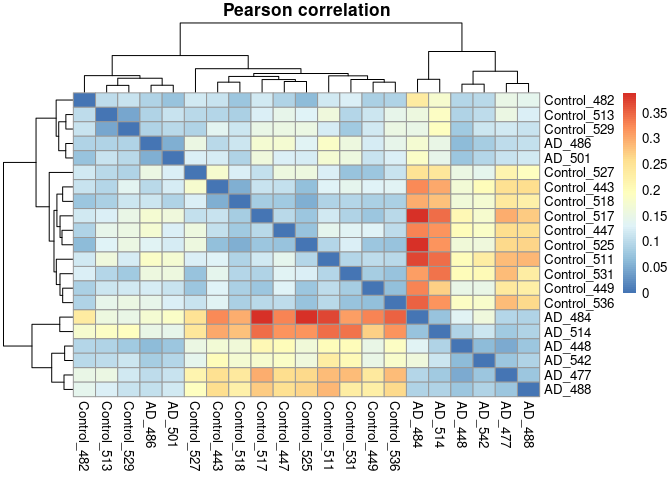 Pearson correlation
Control_482
Control_513
Control_529
AD_486
AD_501
Control_527
Control_443
Control_518
Control_517
Control_447
Control_525
Control_511
Control_531
Control_449
Control_536
AD_484
AD_514
AD_448
AD_542
AD_477
AD_488
0.35
0.3
0.25
0.2
0.15
0.1
0.05
0
Control_482
Control_513
Control_529
AD_486
AD_501
Control_527
Control_443
Control_518
Control_517
Control_447
Control_525
Control_511
Control_531
Control_449
Control_536
AD_484
AD_514
AD_448
AD_542
AD_477
AD_488